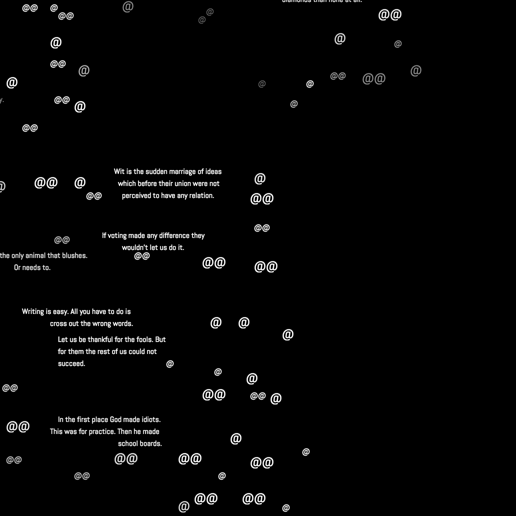 diamonds than none at all.
@@ @ @ @@
@@ @
@
@ @ @
@@ @
@ @@ @@ @
@ @ @
y.
@@ @ @
@@
Wit is the sudden marriage of ideas
which before their union were not
perceived to have any relation.
@ @@ @ @
@@ @@
If voting made any difference they
wouldn't let us do it.
@@ @@
the only animal that blushes.
Or needs to.
@@ @@ @@
Writing is easy. All you have to do is
cross out the wrong words.
@ @ @
Let us be thankful for the fools. But
for them the rest of us could not
succeed.
@ @
@ @@ @@ @@ @
In the first place God made idiots.
This was for practice. Then he made
school boards.
@@ @
@@ @@ @@ @@ @
@@ @
@ @@ @@ @